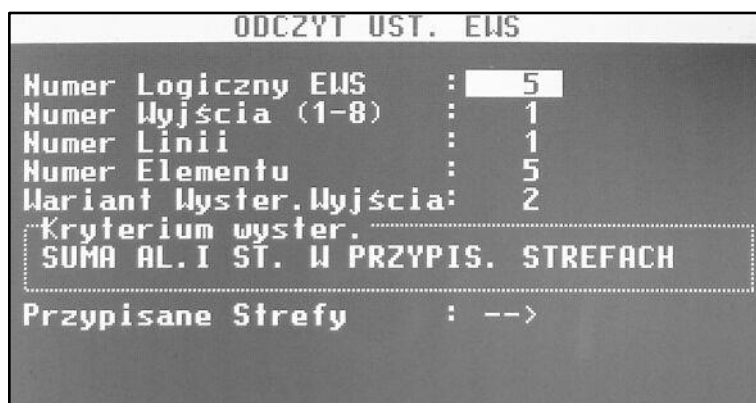 ODCZYT UST. EWS
Numer Logiczny EWS : 5
Numer Wyjścia (1-8) : 1
Numer Linii : 1
Numer Elementu : 5
Wariant Wyster.Wyjścia: 2
Kryterium wyster.
SUMA AL.I ST. W PRZYPIS. STREFACH
Przypisane Strefy : -->